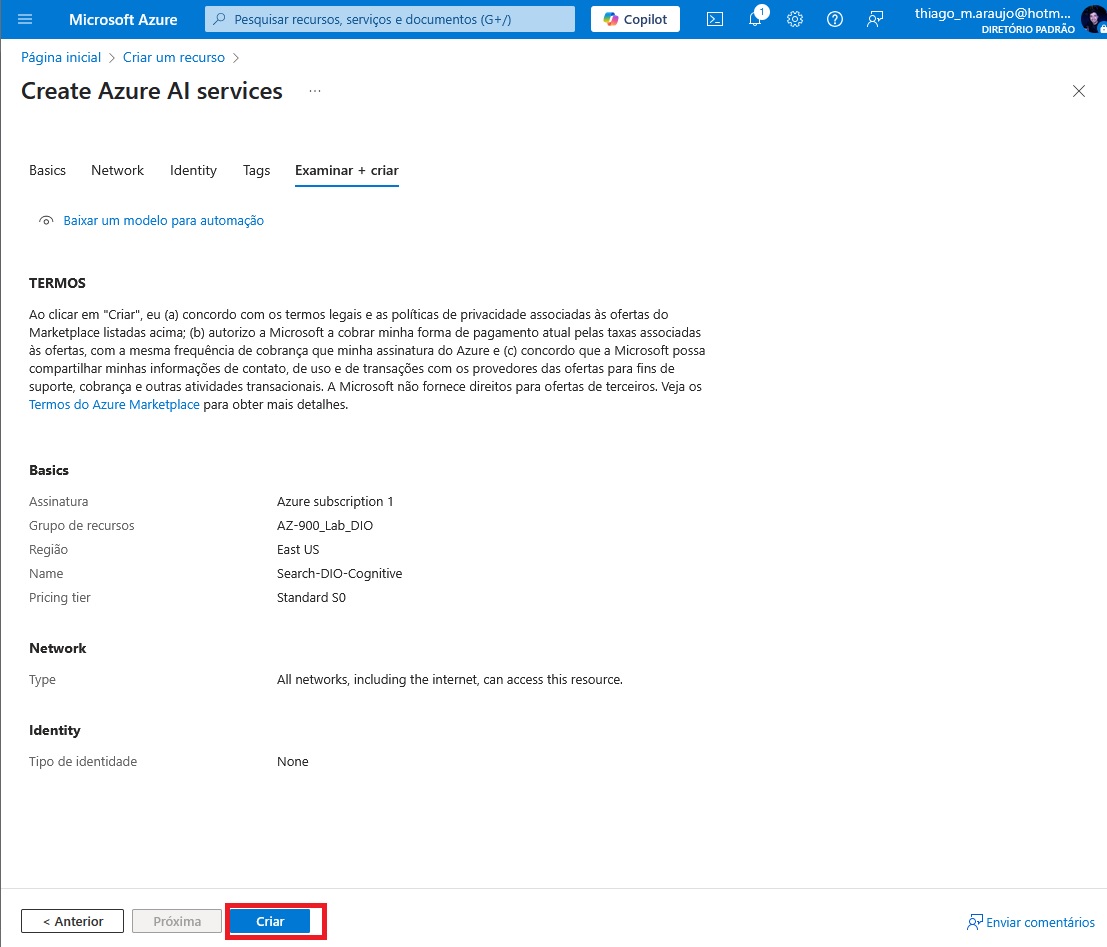 Microsoft Azure
Pesquisar recursos, serviços e documentos (G+/)
Copilot
1
thiago_m.araujo@hotm...
DIRETÓRIO PADRÃO
Página inicial > Criar um recurso >
Create Azure AI services ...
Basics Network Identity Tags Examinar + criar
Baixar um modelo para automação
TERMOS
Ao clicar em "Criar", eu (a) concordo com os termos legais e as políticas de privacidade associadas às ofertas do
Marketplace listadas acima; (b) autorizo a Microsoft a cobrar minha forma de pagamento atual pelas taxas associadas
às ofertas, com a mesma frequência de cobrança que minha assinatura do Azure e (c) concordo que a Microsoft possa
compartilhar minhas informações de contato, de uso e de transações com os provedores das ofertas para fins de
suporte, cobrança e outras atividades transacionais. A Microsoft não fornece direitos para ofertas de terceiros. Veja os
Termos do Azure Marketplace para obter mais detalhes.
Basics
Assinatura Azure subscription 1
Grupo de recursos AZ-900_Lab_DIO
Região East US
Name Search-DIO-Cognitive
Pricing tier Standard S0
Network
Type All networks, including the internet, can access this resource.
Identity
Tipo de identidade None
< Anterior Próxima Criar Enviar comentários